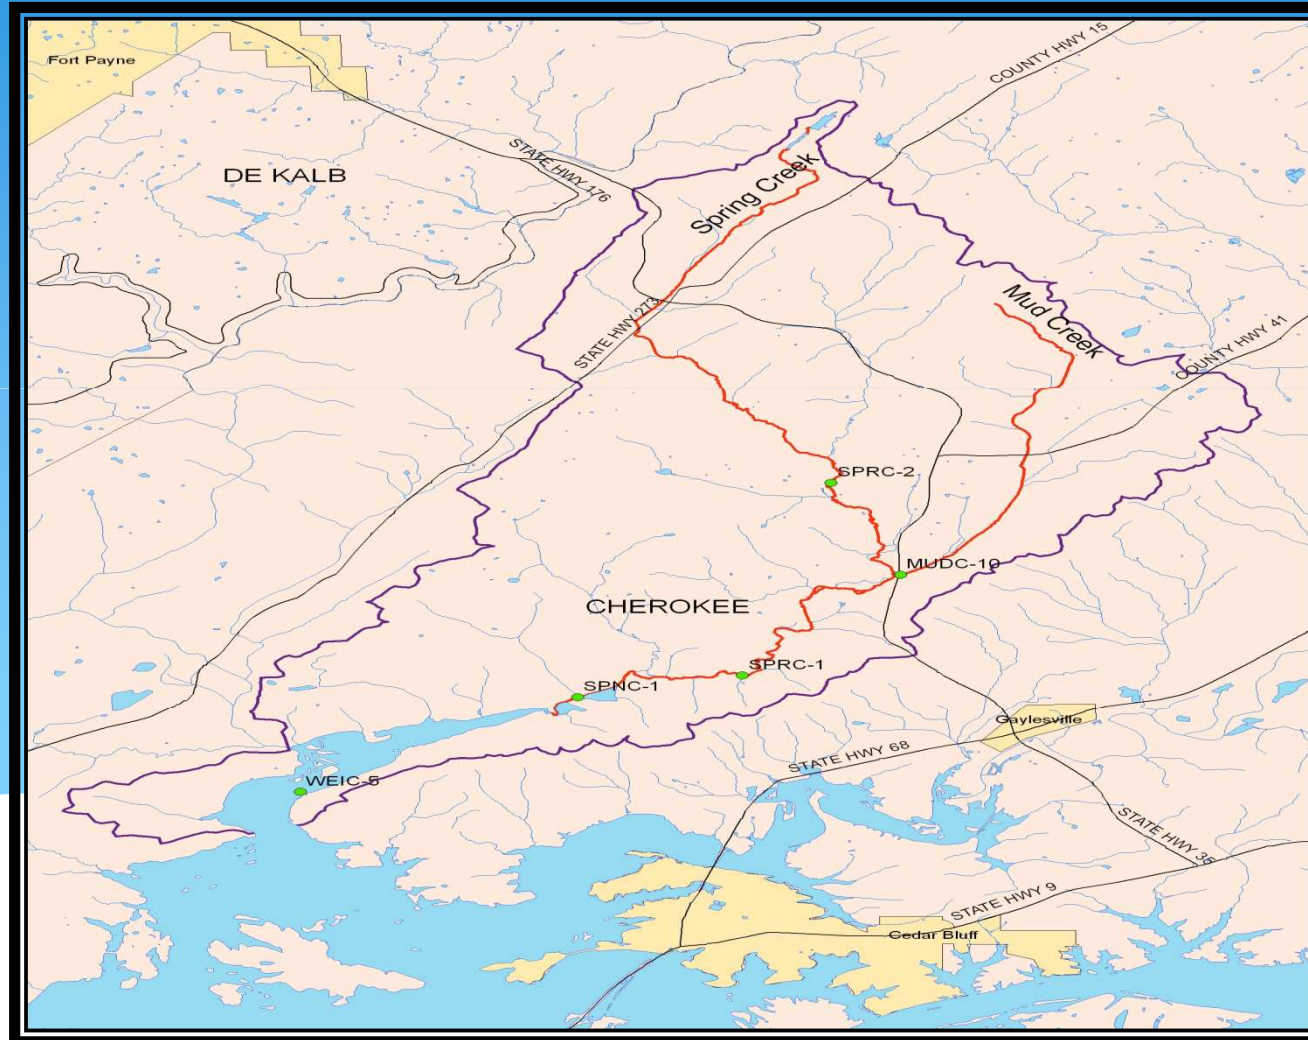 COUNTY HWY 15
Fort Payne
STATE HWY 176
DE KALB
Spring Creek
Mud Creek
STATE HWY 273
COUNTY HWY 41
SPRC-2
MUDC-10
CHEROKEE
SPRC-1
SPNC-1
Gaylesville
STATE HWY 68
WEIC-5
STATE HWY 35
STATE HWY 9
Cedar Bluff